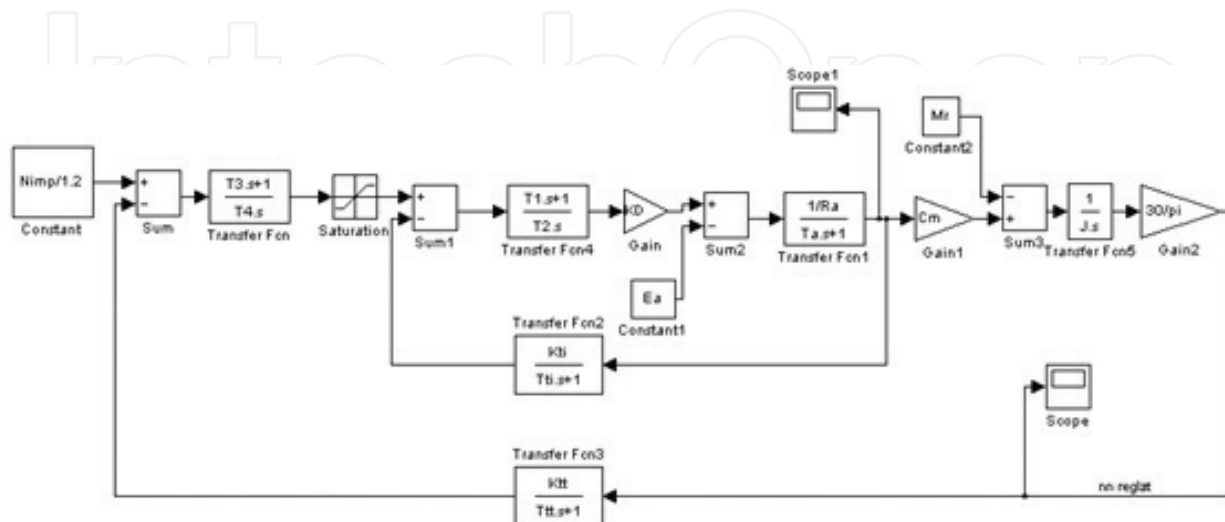 IntechOpen
Scope1
Mr
Constant2
Nimp/1.2
Constant
Sum
T3.s+1
T4.s
Transfer Fcn
Saturation
Sum1
T1.s+1
T2.s
Transfer Fcn4
Gain
Sum2
1/Ra
Ta.s+1
Transfer Fcn1
Cm
Gain1
Sum3
1
J.s
Transfer Fcn5
30/pi
Gain2
Ea
Constant1
Transfer Fcn2
Kti
Tti.s+1
Scope
Transfer Fcn3
Ktt
Ttt.s+1
nn reglat